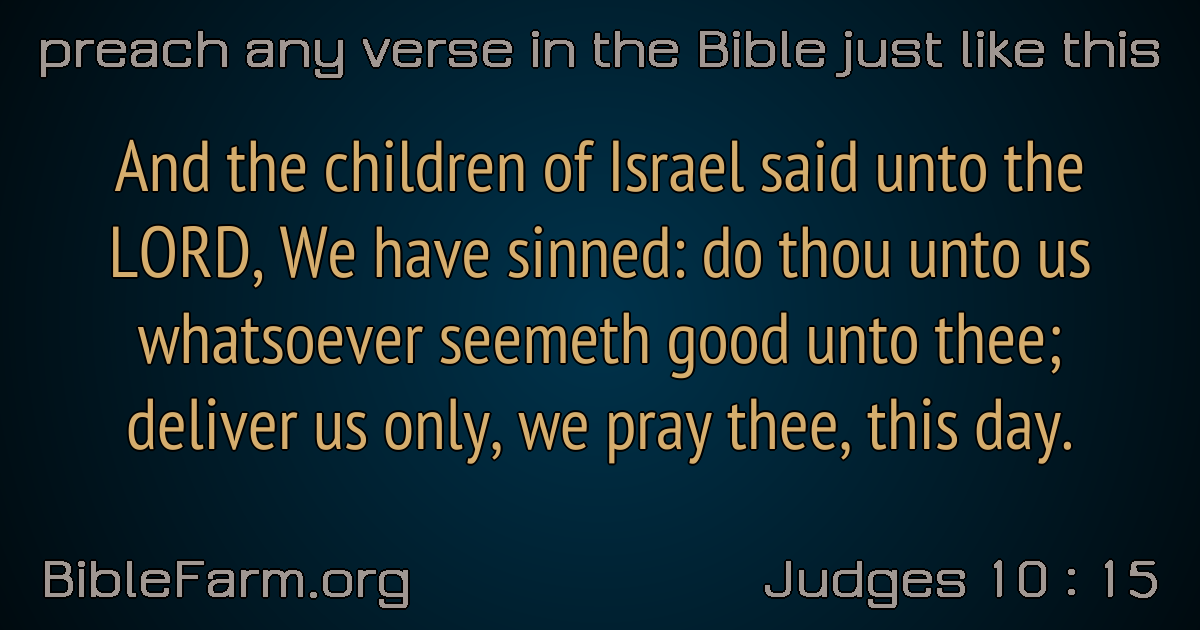 preach any verse in the Bible just like this
And the children of Israel said unto the
LORD, We have sinned: do thou unto us
whatsoever seemeth good unto thee;
deliver us only, we pray thee, this day.
BibleFarm.org
Judges 10 : 15